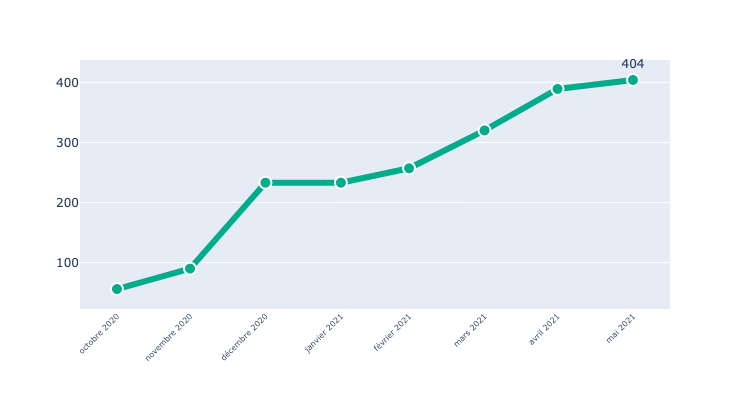 404
400
300
200
100
octobre 2020
novembre 2020
décembre 2020
janvier 2021
février 2021
mars 2021
avril 2021
mai 2021